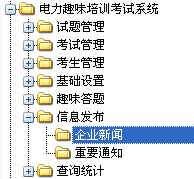 电力趣味培训考试系统
试题管理
考试管理
考生管理
基础设置
趣味答题
信息发布
企业新闻
重要通知
查询统计